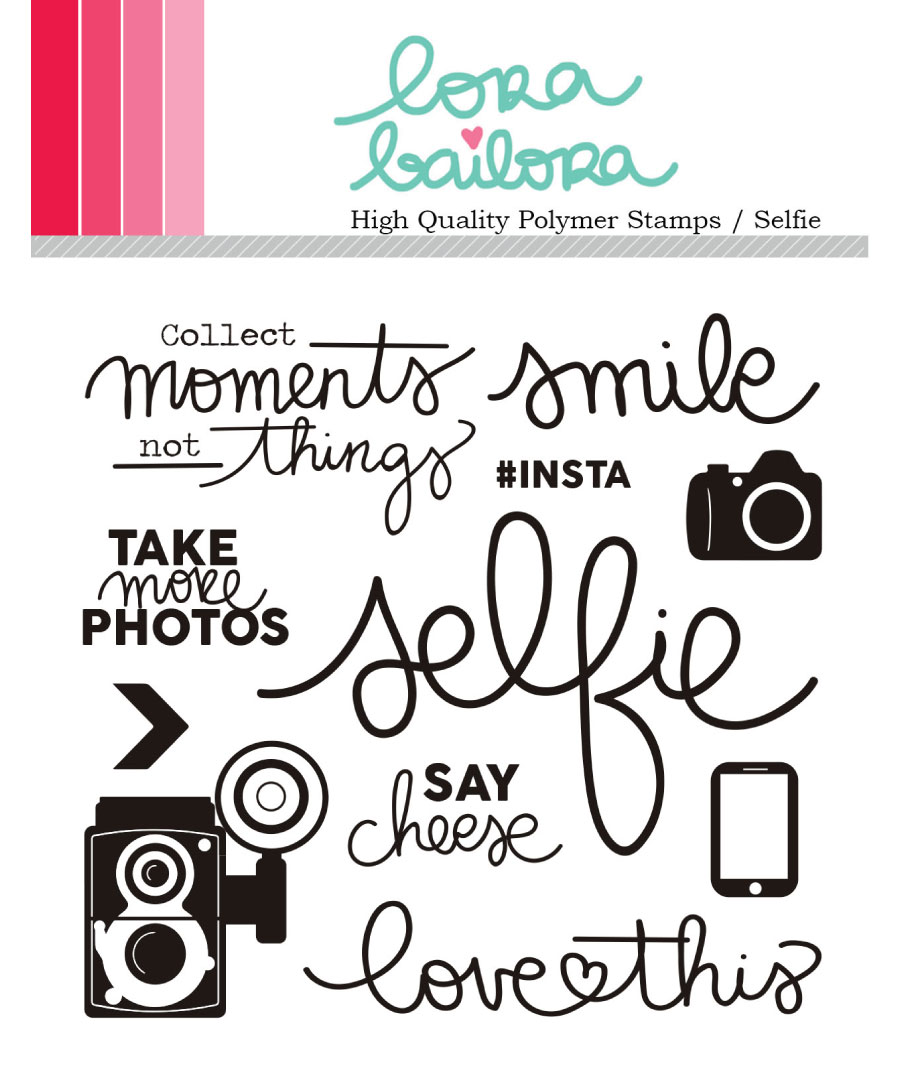 lora
bailora
High Quality Polymer Stamps / Selfie
Collect
moments
not things
smile
#INSTA
TAKE
more
PHOTOS
selfie
SAY
cheese
love this